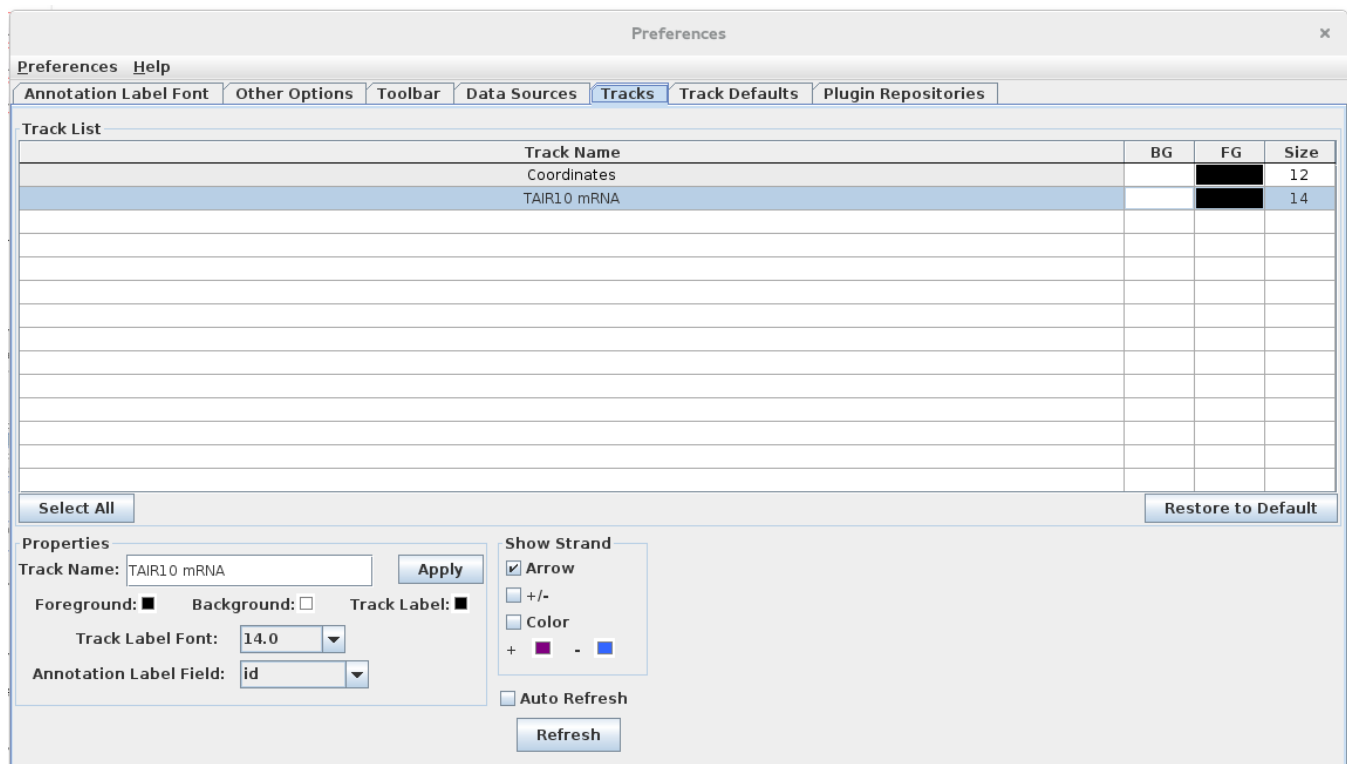 Preferences ×
Preferences Help
Annotation Label Font Other Options Toolbar Data Sources Tracks Track Defaults Plugin Repositories
Track List
Track Name BG FG Size
Coordinates 12
TAIR10 mRNA 14
Select All Restore to Default
Properties
Track Name: TAIR10 mRNA Apply
Foreground: Background: Track Label:
Track Label Font: 14.0
Annotation Label Field: id
Show Strand
Arrow
+/-
Color
+ -
Auto Refresh
Refresh